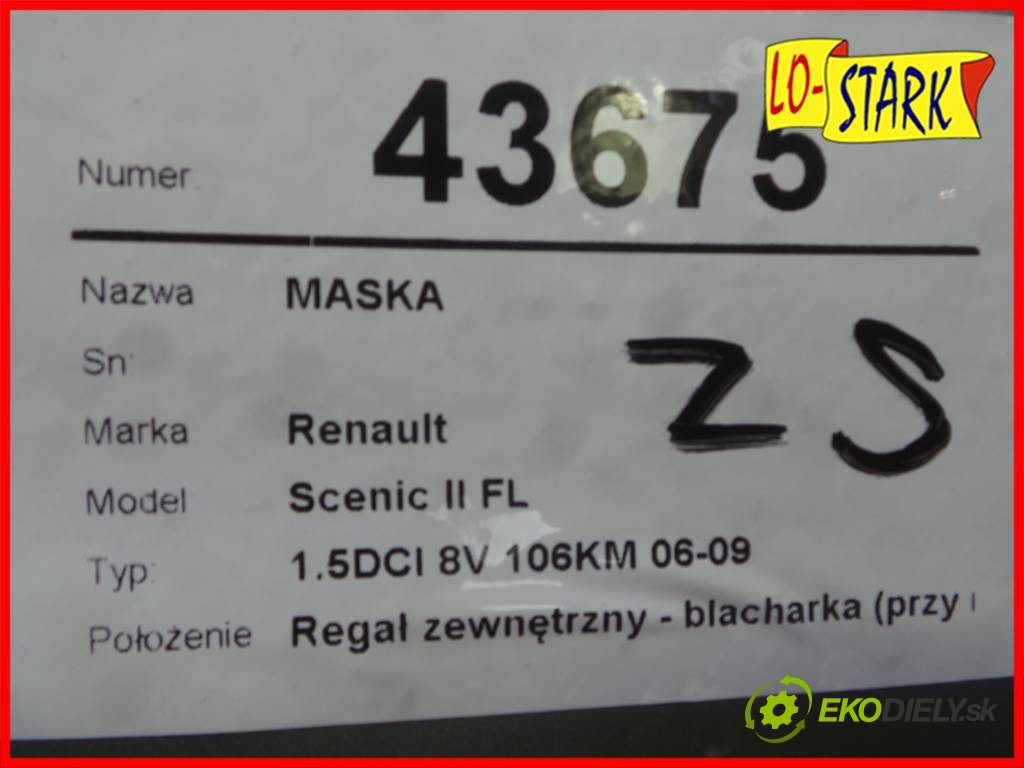 LO-STARK
Numer. 43675
Nazwa MASKA
Sn:
ZS
Marka Renault
Model Scenic II FL
Typ: 1.5DCI 8V 106KM 06-09
Położenie Regał zewnętrzny - blacharka (przy
EKODIELY.sk